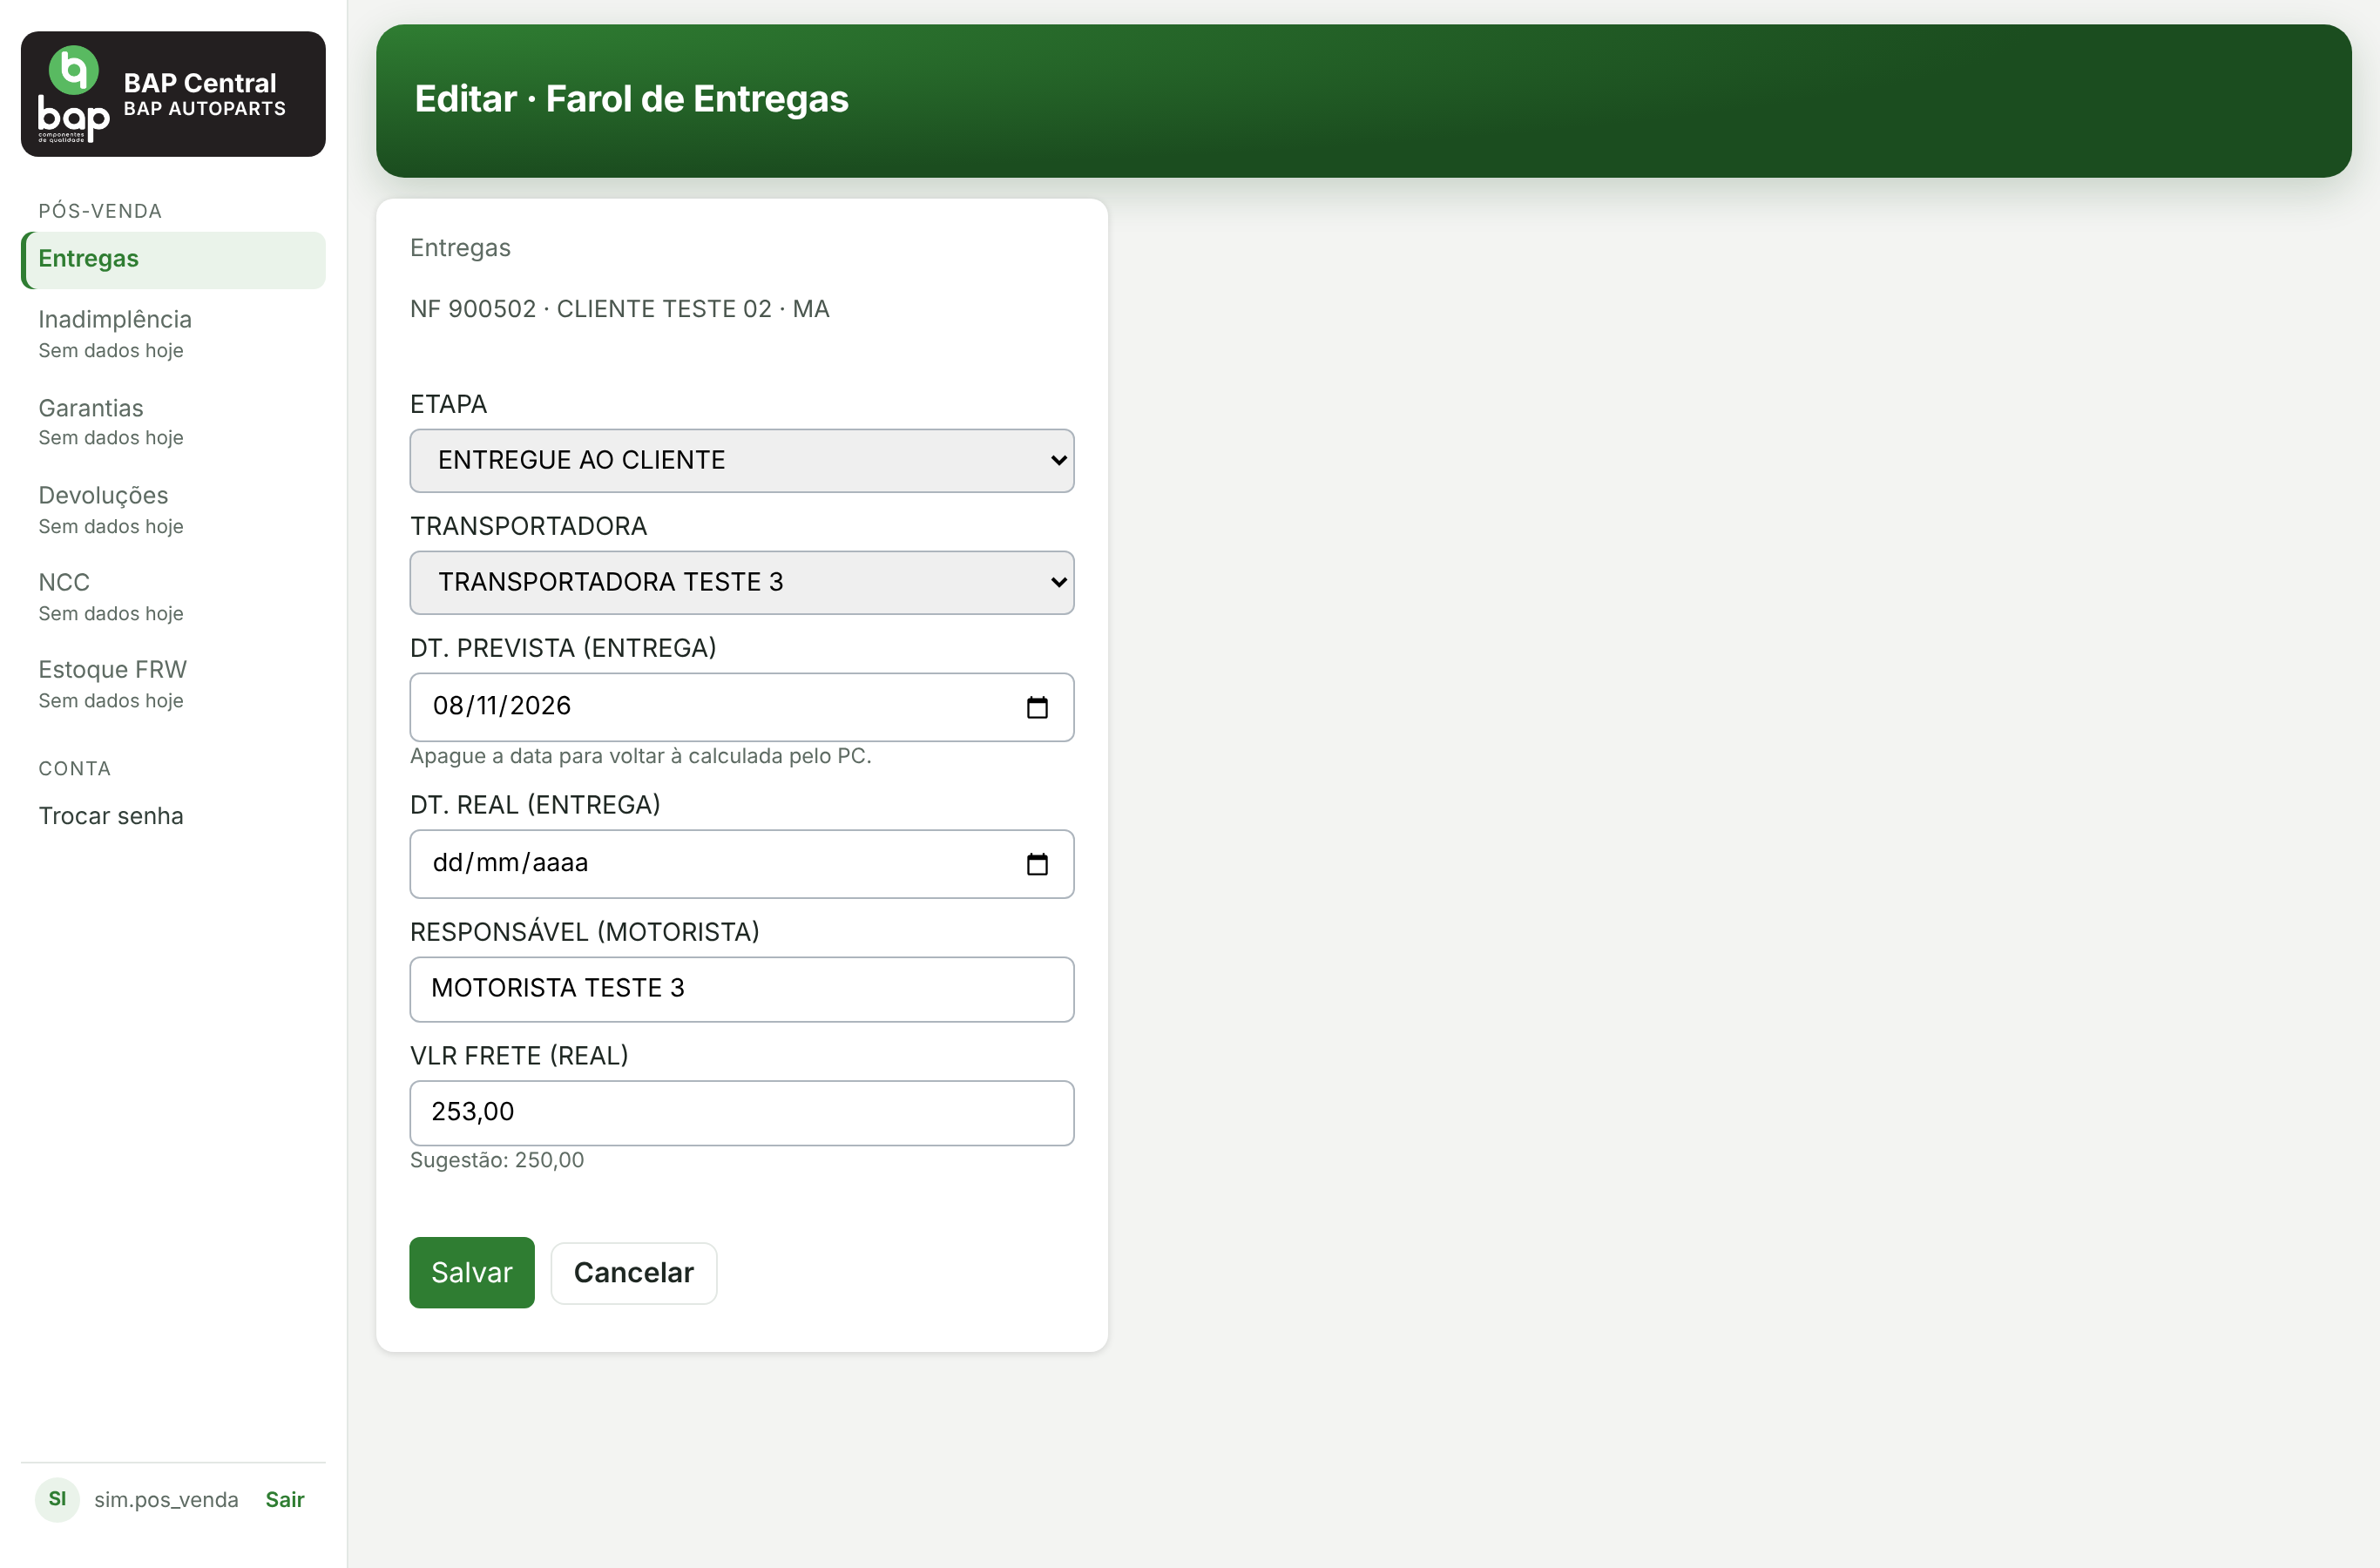 bap
componentes
de qualidade
BAP Central
BAP AUTOPARTS
PÓS-VENDA
Entregas
Inadimplência
Sem dados hoje
Garantias
Sem dados hoje
Devoluções
Sem dados hoje
NCC
Sem dados hoje
Estoque FRW
Sem dados hoje
CONTA
Trocar senha
SI
sim.pos_venda
Sair
Editar · Farol de Entregas
Entregas
NF 900502 · CLIENTE TESTE 02 · MA
ETAPA
ENTREGUE AO CLIENTE
TRANSPORTADORA
TRANSPORTADORA TESTE 3
DT. PREVISTA (ENTREGA)
08/11/2026
Apague a data para voltar à calculada pelo PC.
DT. REAL (ENTREGA)
dd/mm/aaaa
RESPONSÁVEL (MOTORISTA)
MOTORISTA TESTE 3
VLR FRETE (REAL)
253,00
Sugestão: 250,00
Salvar
Cancelar